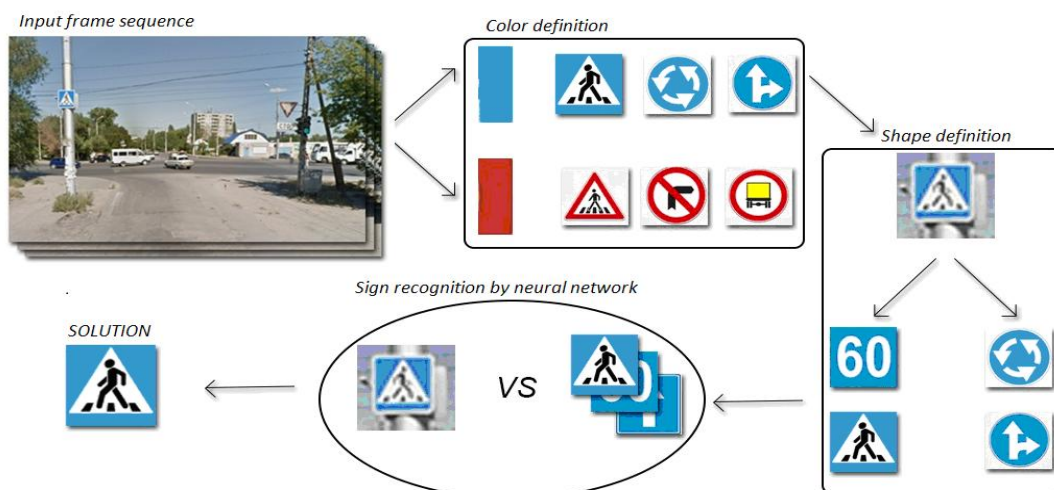 Input frame sequence
Color definition
Shape definition
60
Sign recognition by neural network
VS
SOLUTION